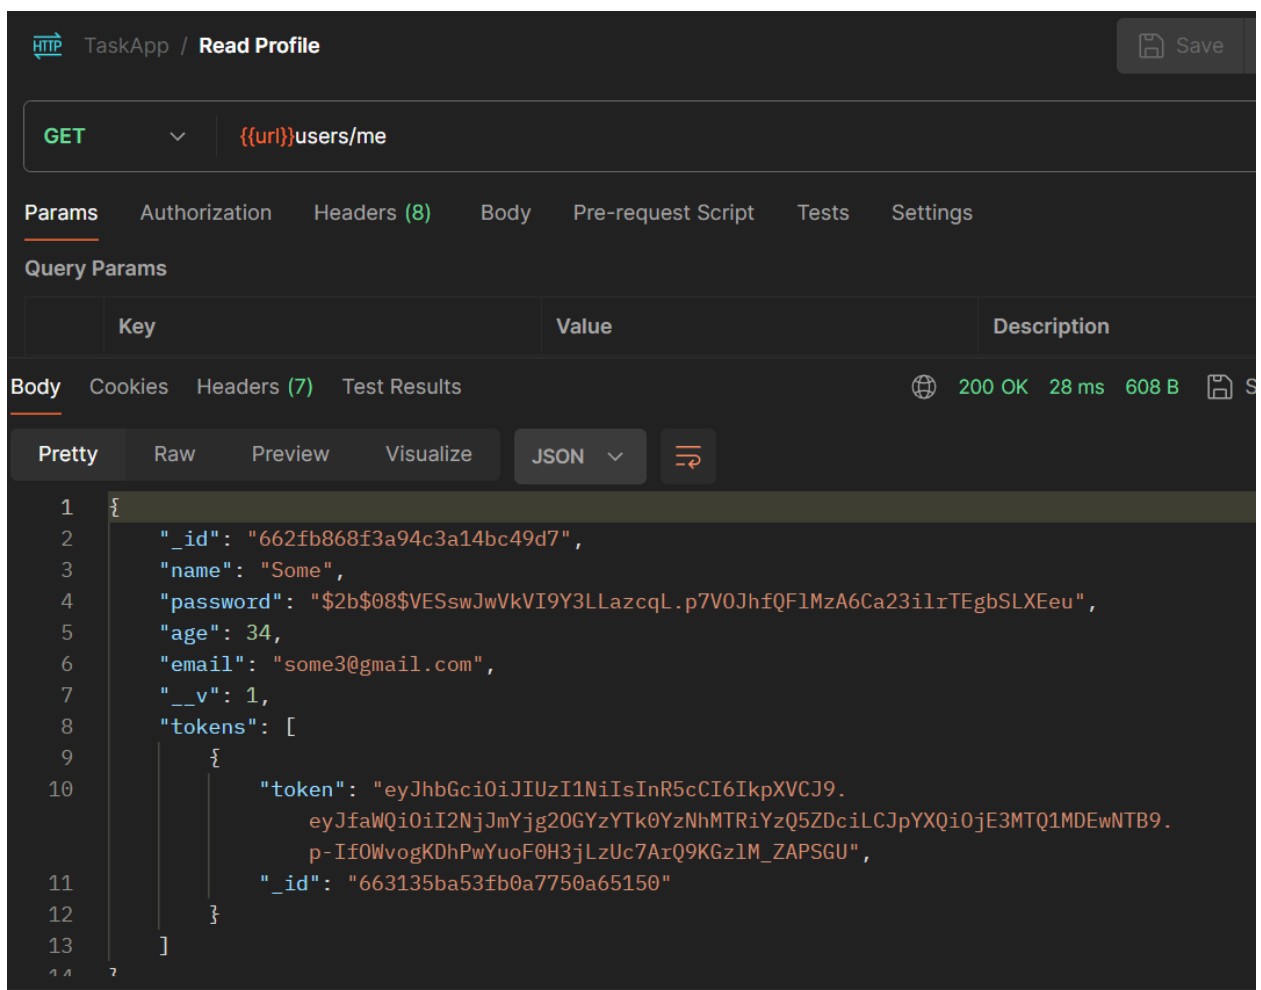 HTTP TaskApp / Read Profile Save
GET {{url}}users/me
Params Authorization Headers (8) Body Pre-request Script Tests Settings
Query Params
Key Value Description
Body Cookies Headers (7) Test Results 200 OK 28 ms 608 B S
Pretty Raw Preview Visualize JSON
1 {
2 "_id": "662fb868f3a94c3a14bc49d7",
3 "name": "Some",
4 "password": "$2b$08$VESswJwVkVI9Y3LLazcqL.p7VOJhfQFlMzA6Ca23ilrTEgbSLXEeu",
5 "age": 34,
6 "email": "some3@gmail.com",
7 "__v": 1,
8 "tokens": [
9 {
10 "token": "eyJhbGciOiJIUzI1NiIsInR5cCI6IkpXVCJ9.
eyJfaWQiOiI2NjJmYjg2OGYzYTk0YzNhMTRiYzQ5ZDciLCJpYXQiOjE3MTQ1MDEwNTB9.
p-IfOWvogKDhPwYuoF0H3jLzUc7ArQ9KGzlM_ZAPSGU",
11 "_id": "663135ba53fb0a7750a65150"
12 }
13 ]
14 }